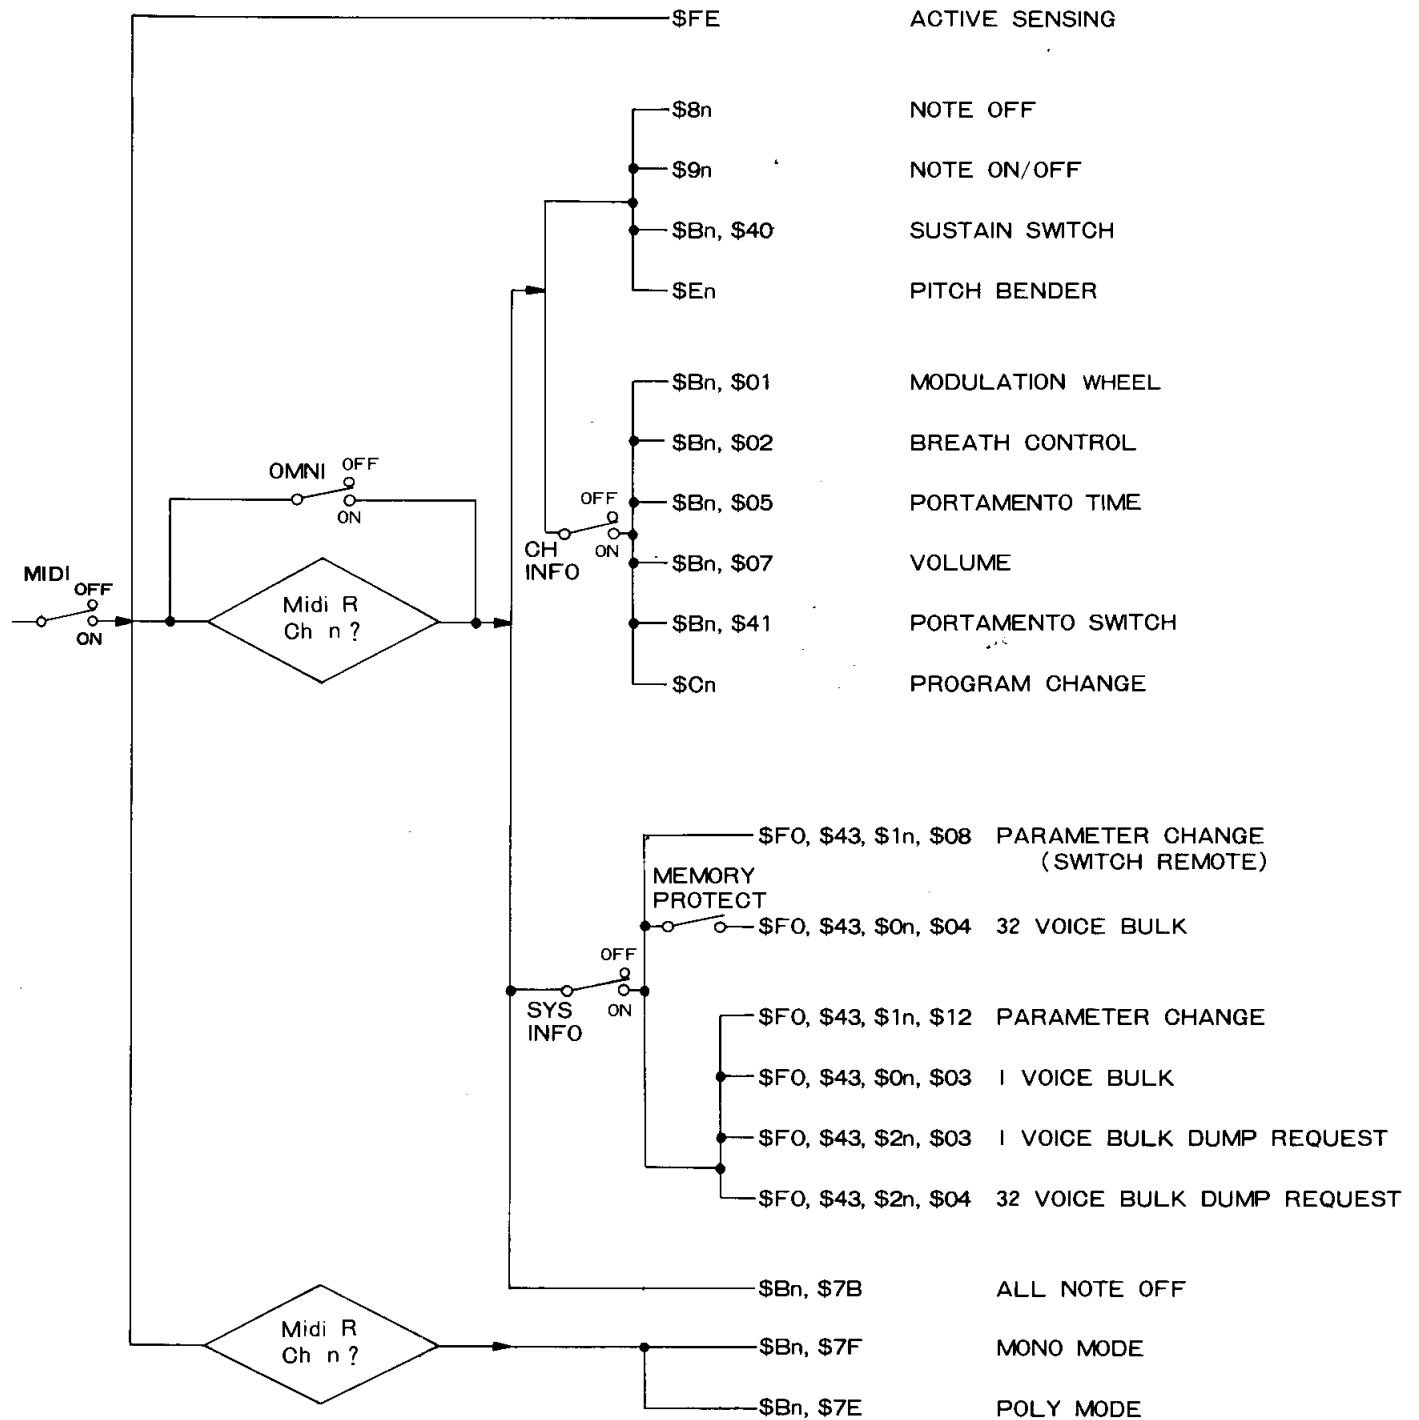 $FE ACTIVE SENSING
$8n NOTE OFF
$9n NOTE ON/OFF
$Bn, $40 SUSTAIN SWITCH
$En PITCH BENDER
$Bn, $01 MODULATION WHEEL
$Bn, $02 BREATH CONTROL
OMNI OFF
ON
OFF
$Bn, $05 PORTAMENTO TIME
CH INFO
ON
$Bn, $07 VOLUME
MIDI
OFF
ON
Midi R
Ch n?
$Bn, $41 PORTAMENTO SWITCH
$Cn PROGRAM CHANGE
$F0, $43, $1n, $08 PARAMETER CHANGE
(SWITCH REMOTE)
MEMORY
PROTECT
$F0, $43, $0n, $04 32 VOICE BULK
OFF
SYS
INFO
ON
$F0, $43, $1n, $12 PARAMETER CHANGE
$F0, $43, $0n, $03 1 VOICE BULK
$F0, $43, $2n, $03 1 VOICE BULK DUMP REQUEST
$F0, $43, $2n, $04 32 VOICE BULK DUMP REQUEST
$Bn, $7B ALL NOTE OFF
Midi R
Ch n?
$Bn, $7F MONO MODE
$Bn, $7E POLY MODE